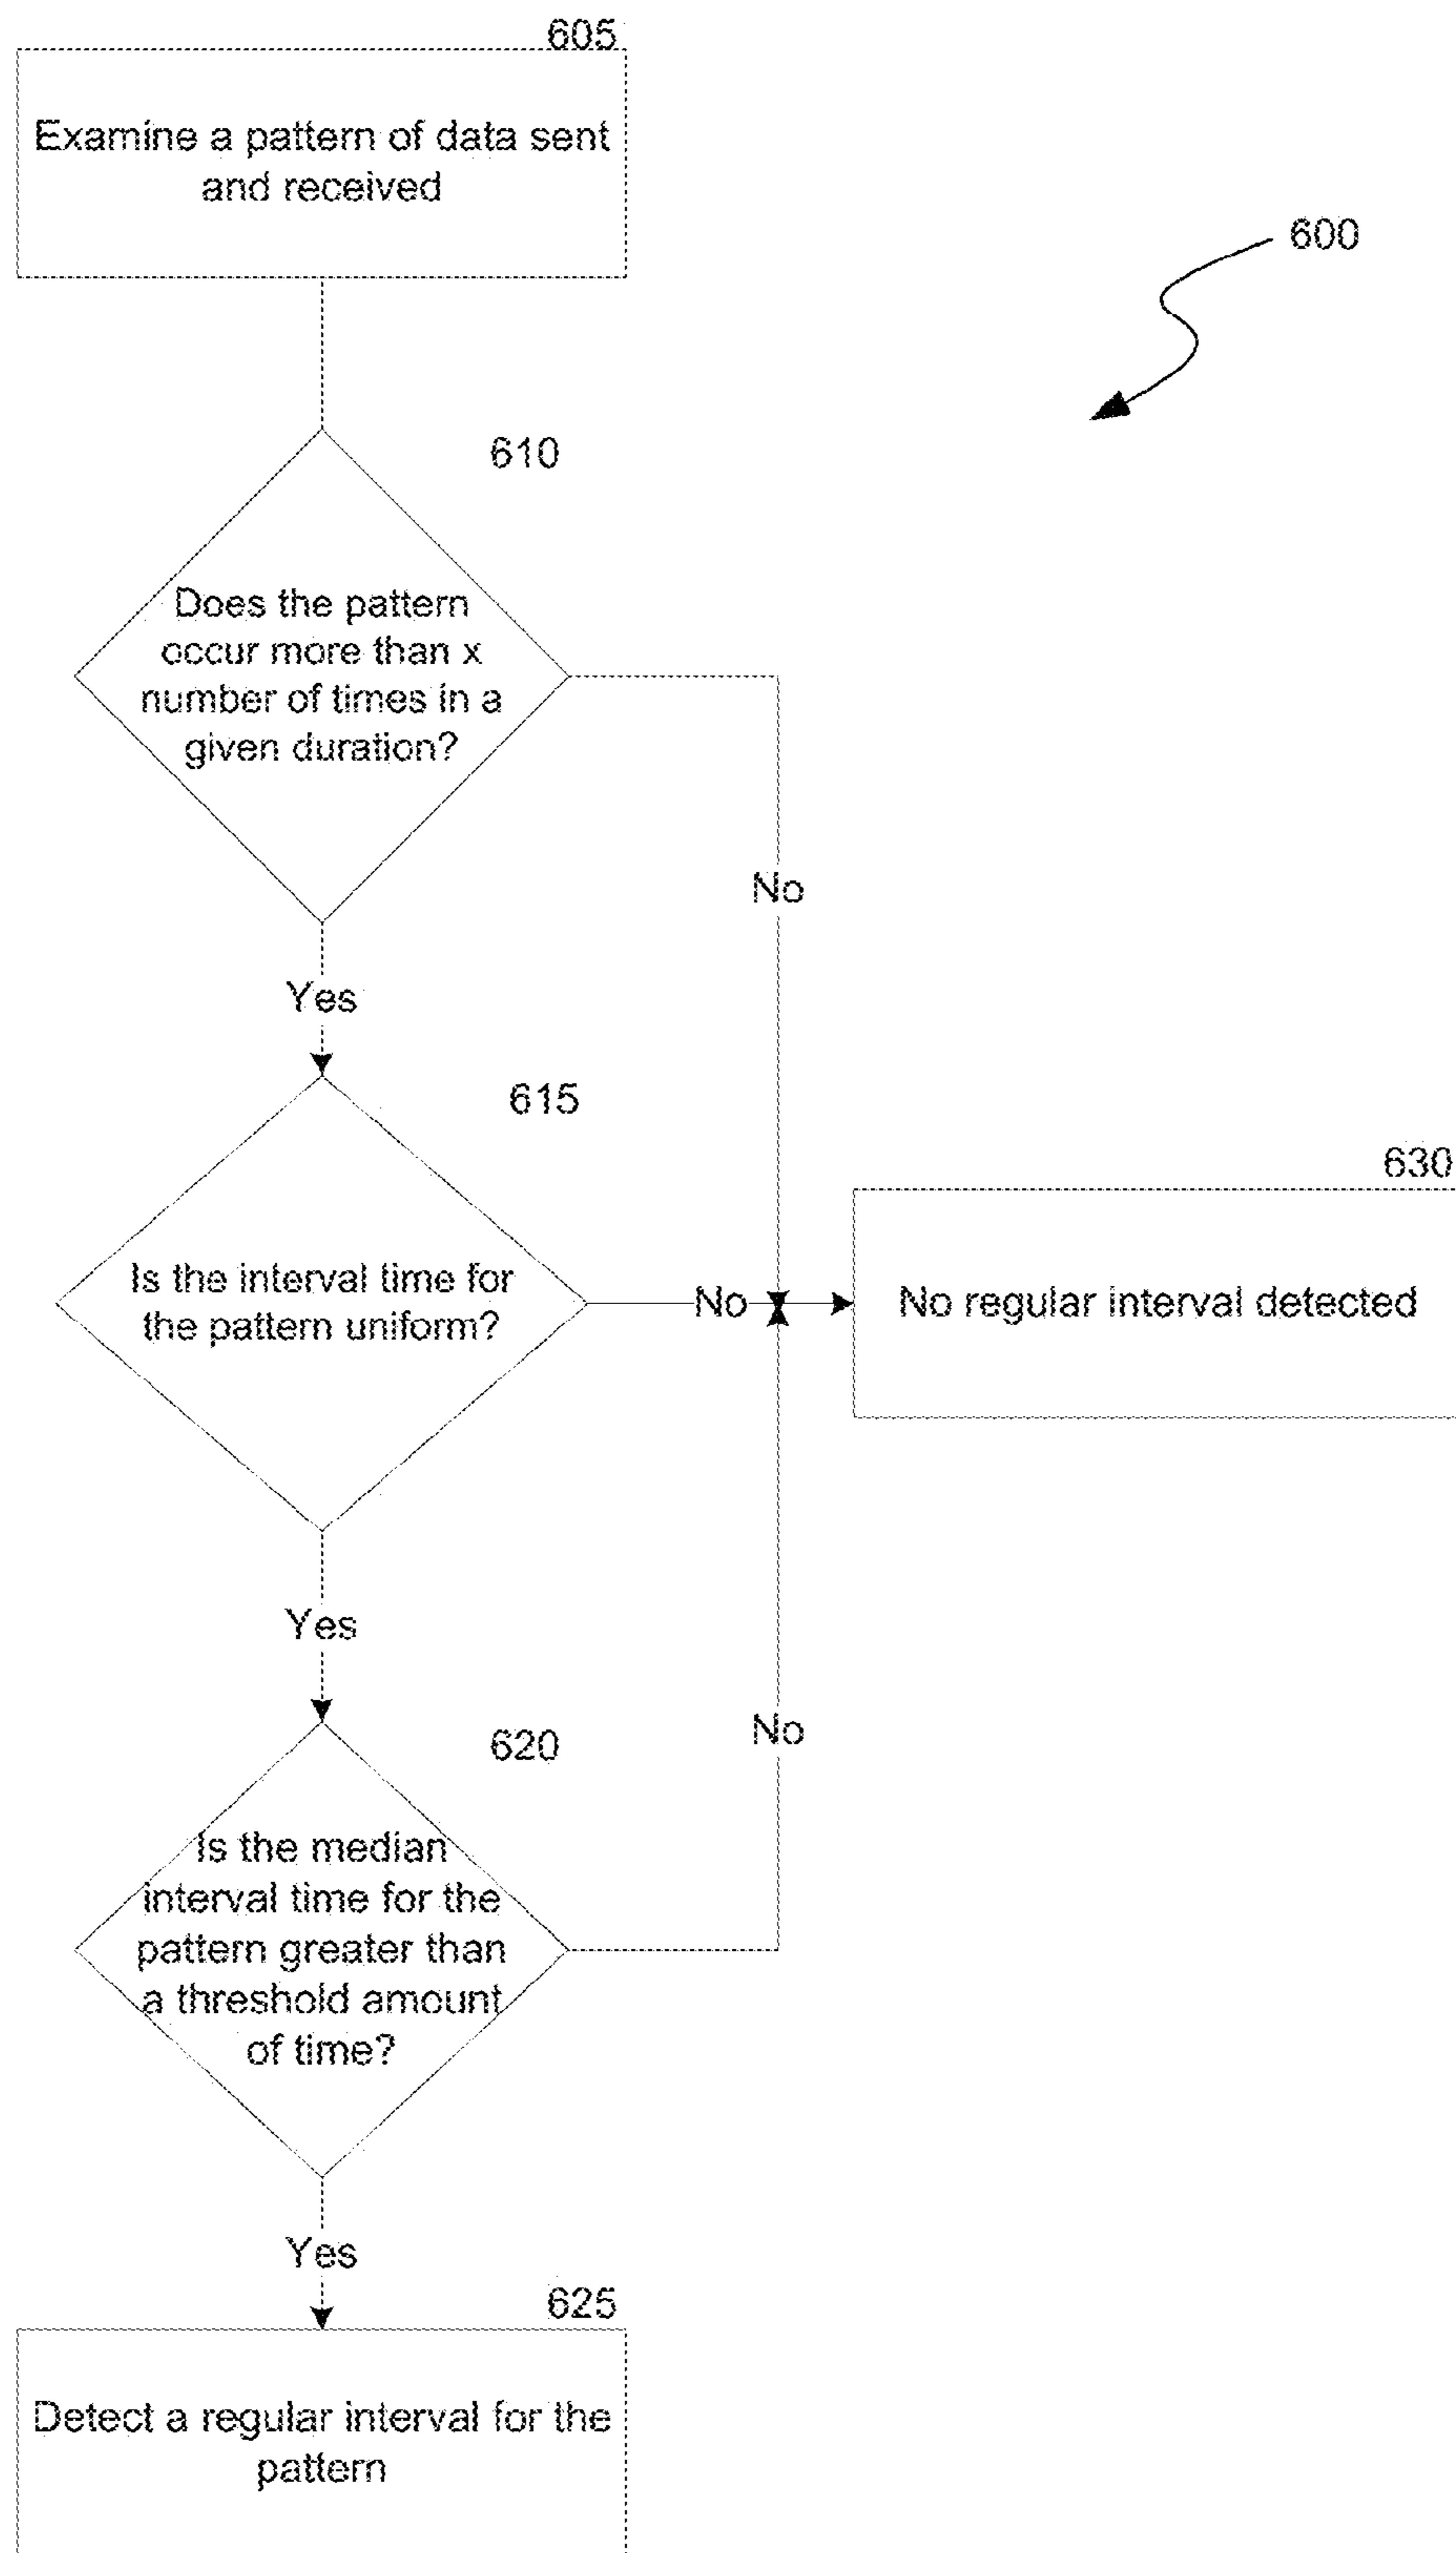 605
Examine a pattern of data sent
and received
600
610
Does the pattern
occur more than x
number of times in a
given duration?
No
Yes
615
630
Is the interval time for
the pattern uniform?
No
No regular interval detected
Yes
620
No
Is the median
interval time for the
pattern greater than
a threshold amount
of time?
Yes
625
Detect a regular interval for the
pattern